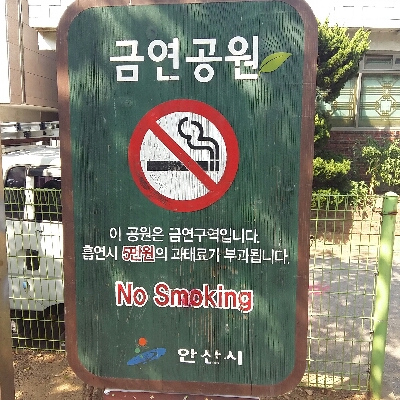 금연공원
이 공원은 금연구역입니다.
흡연시 5만원의 과태료가 부과됩니다.
No Smoking
안산시